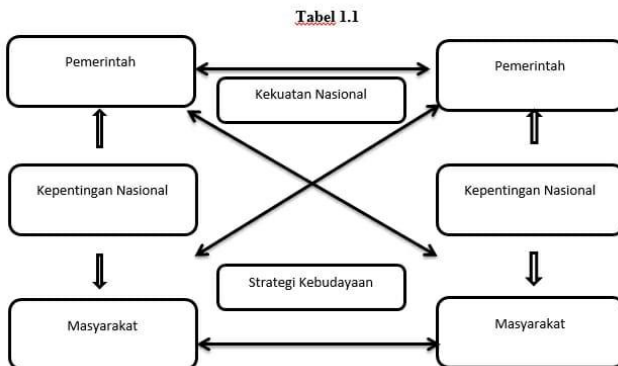 Tabel 1.1
Pemerintah
Pemerintah
Kekuatan Nasional
Kepentingan Nasional
Kepentingan Nasional
Strategi Kebudayaan
Masyarakat
Masyarakat